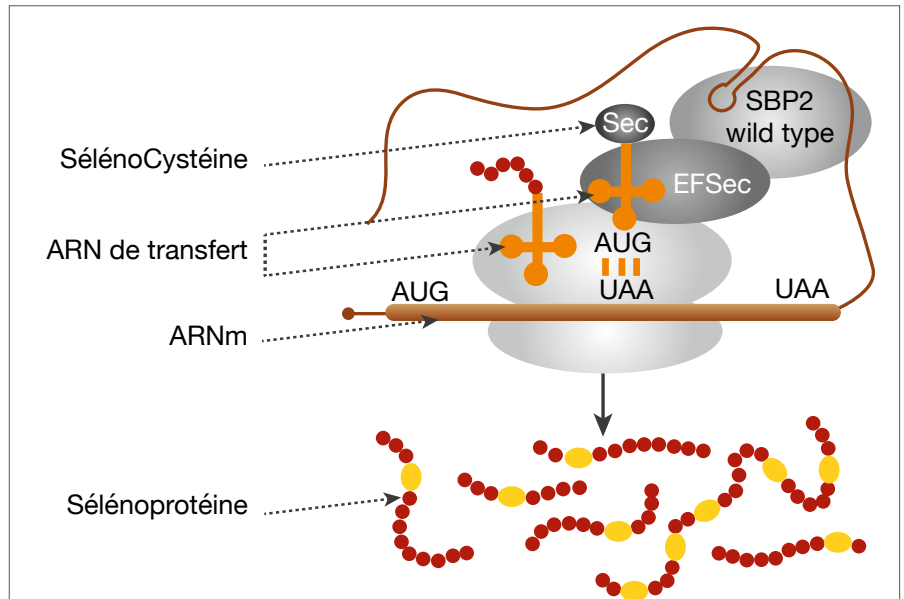 SBP2
wild type
Sec
SélénoCystéine
EFSec
ARN de transfert
AUG
AUG
UAA
UAA
ARNm
Sélénoprotéine